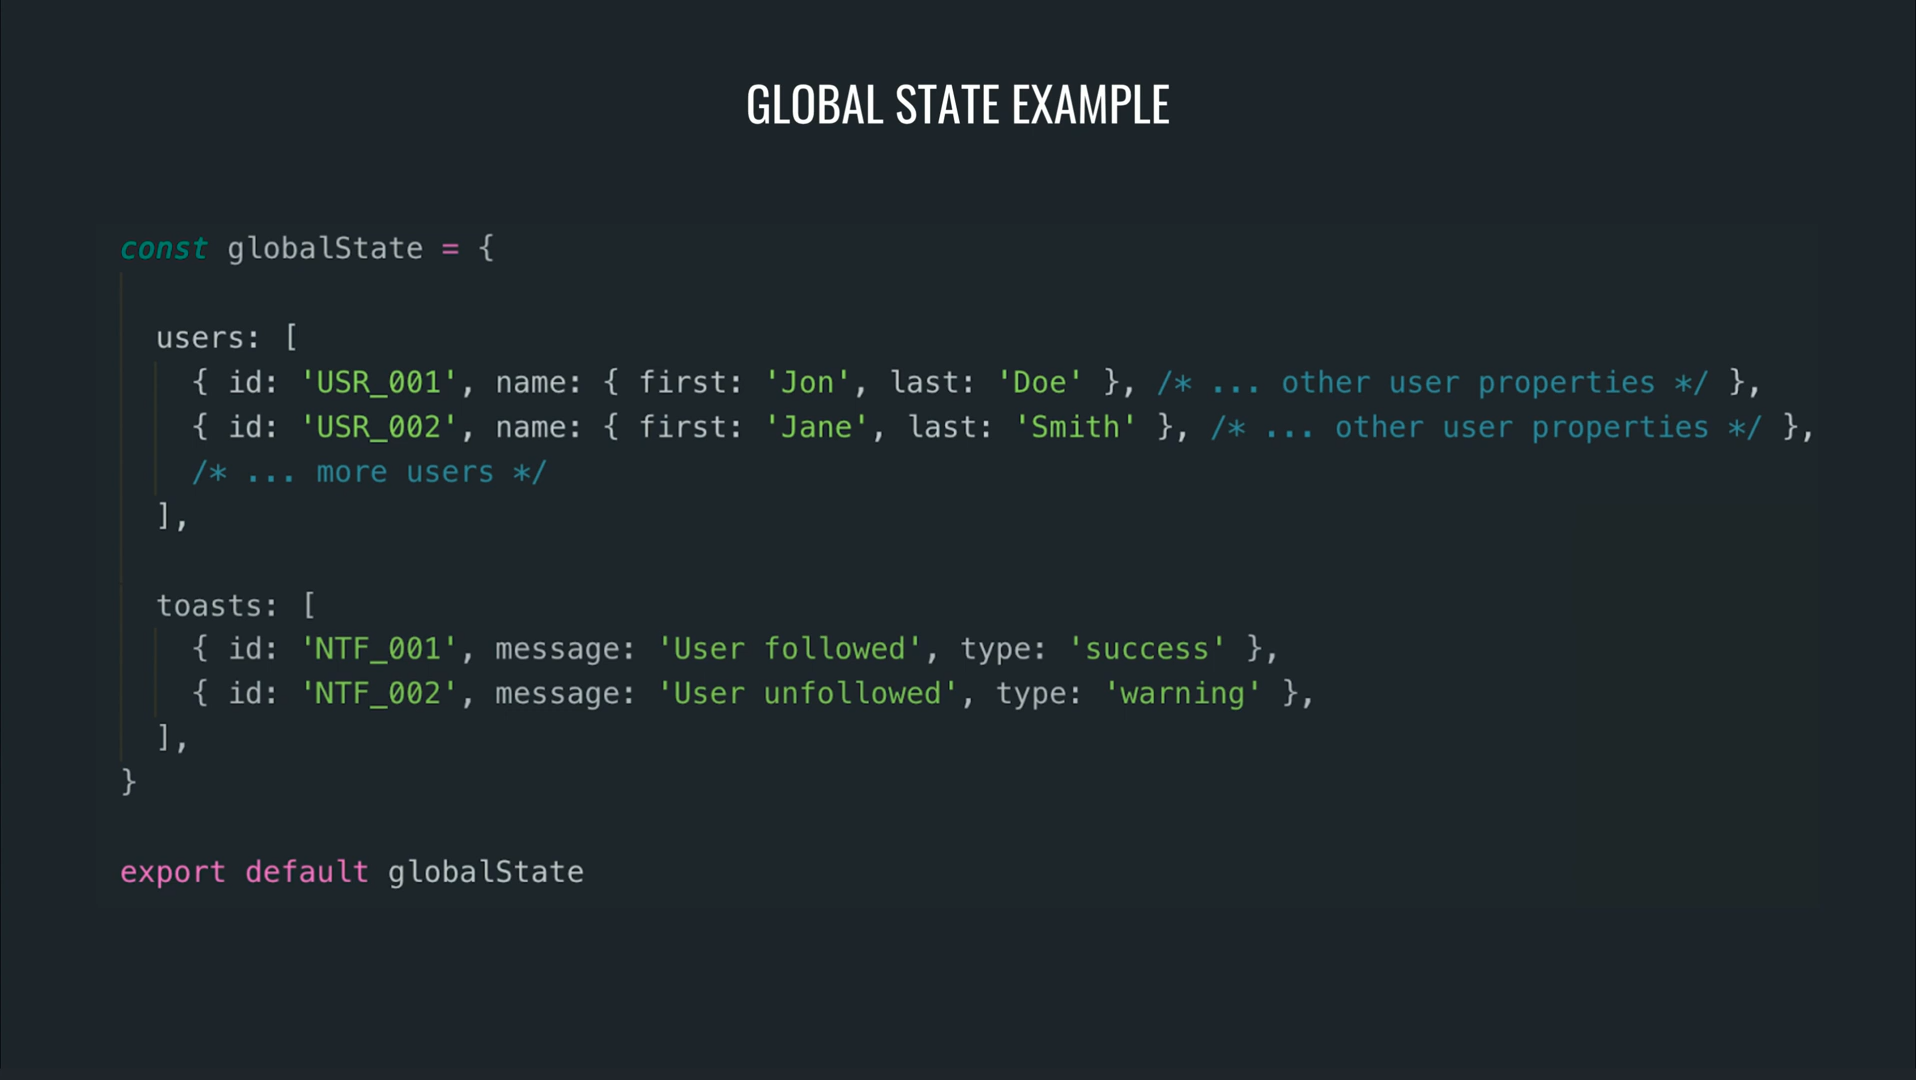 GLOBAL STATE EXAMPLE
const globalState = {
users: [
{ id: 'USR_001', name: { first: 'Jon', last: 'Doe' }, /* ... other user properties */ },
{ id: 'USR_002', name: { first: 'Jane', last: 'Smith' }, /* ... other user properties */ },
/* ... more users */
],
toasts: [
{ id: 'NTF_001', message: 'User followed', type: 'success' },
{ id: 'NTF_002', message: 'User unfollowed', type: 'warning' },
],
}
export default globalState